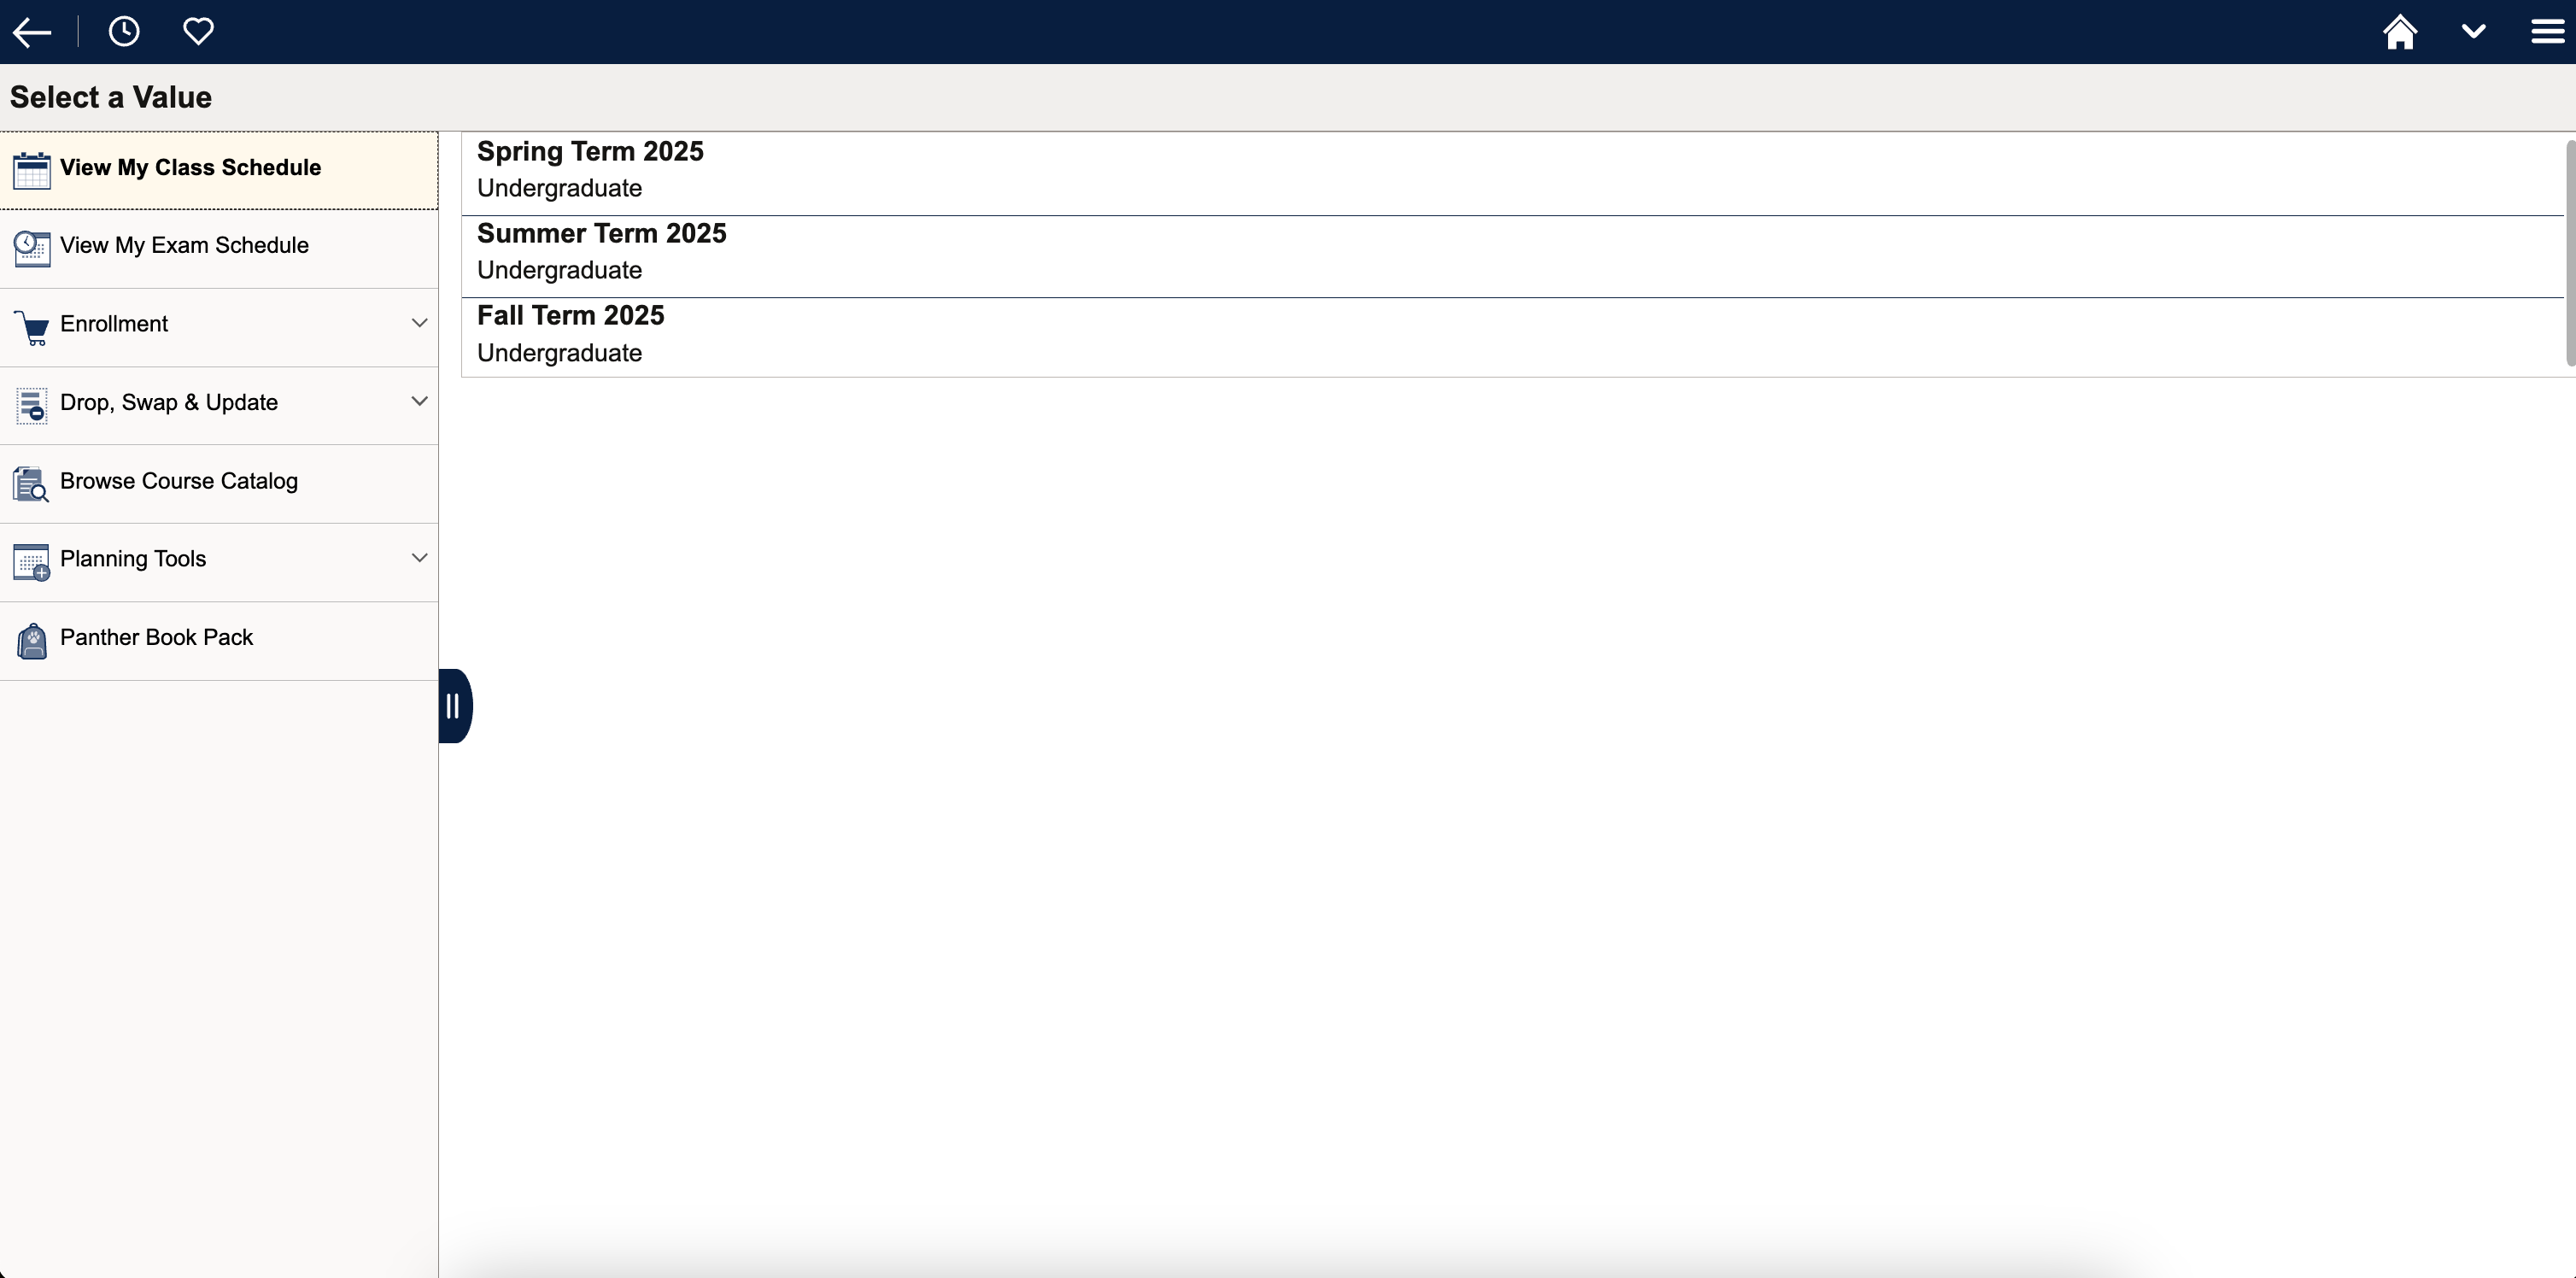 Select a Value
View My Class Schedule
View My Exam Schedule
Enrollment
Drop, Swap & Update
Browse Course Catalog
Planning Tools
Panther Book Pack
Spring Term 2025
Undergraduate
Summer Term 2025
Undergraduate
Fall Term 2025
Undergraduate